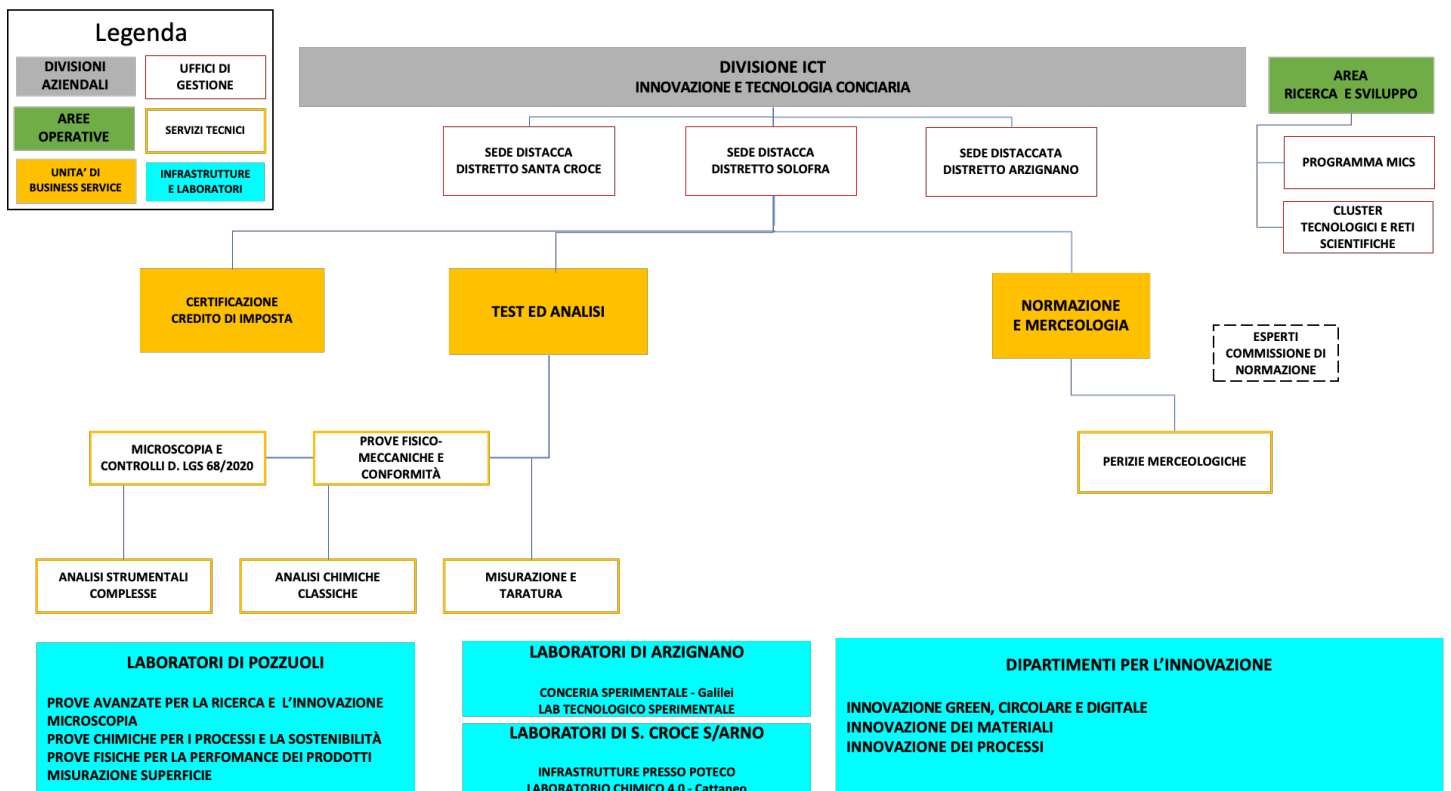 Legenda
DIVISIONI
AZIENDALI
UFFICI DI
GESTIONE
AREE
OPERATIVE
SERVIZI TECNICI
UNITA’ DI
BUSINESS SERVICE
INFRASTRUTTURE
E LABORATORI
DIVISIONE ICT
INNOVAZIONE E TECNOLOGIA CONCIARIA
AREA
RICERCA E SVILUPPO
SEDE DISTACCA
DISTRETTO SANTA CROCE
SEDE DISTACCA
DISTRETTO SOLOFRA
SEDE DISTACCATA
DISTRETTO ARZIGNANO
PROGRAMMA MICS
CLUSTER
TECNOLOGICI E RETI
SCIENTIFICHE
CERTIFICAZIONE
CREDITO DI IMPOSTA
TEST ED ANALISI
NORMAZIONE
E MERCEOLOGIA
ESPERTI
COMMISSIONE DI
NORMAZIONE
MICROSCOPIA E
CONTROLLI D. LGS 68/2020
PROVE FISICO-
MECCANICHE E
CONFORMITÀ
PERIZIE MERCEOLOGICHE
ANALISI STRUMENTALI
COMPLESSE
ANALISI CHIMICHE
CLASSICHE
MISURAZIONE E
TARATURA
LABORATORI DI POZZUOLI
PROVE AVANZATE PER LA RICERCA E L’INNOVAZIONE
MICROSCOPIA
PROVE CHIMICHE PER I PROCESSI E LA SOSTENIBILITÀ
PROVE FISICHE PER LA PERFOMANCE DEI PRODOTTI
MISURAZIONE SUPERFICIE
LABORATORI DI ARZIGNANO
CONCERIA SPERIMENTALE - Galilei
LAB TECNOLOGICO SPERIMENTALE
LABORATORI DI S. CROCE S/ARNO
INFRASTRUTTURE PRESSO POTECO
LABORATORIO CHIMICO 4.0 - Cattaneo
DIPARTIMENTI PER L’INNOVAZIONE
INNOVAZIONE GREEN, CIRCOLARE E DIGITALE
INNOVAZIONE DEI MATERIALI
INNOVAZIONE DEI PROCESSI